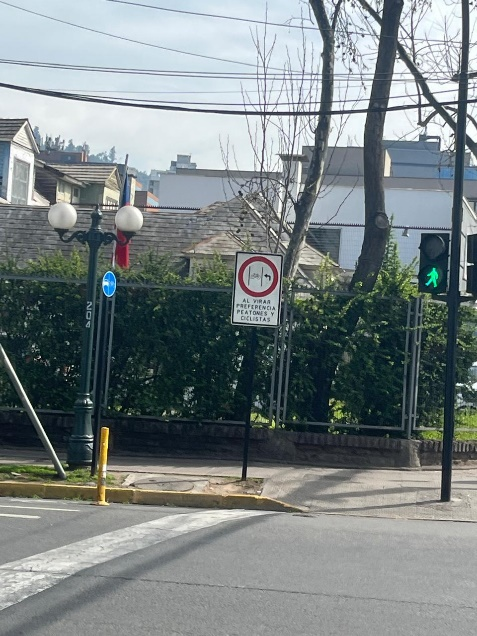 AL VIRAR
PREFERENCIA
PEATONES Y
CICLISTAS
204